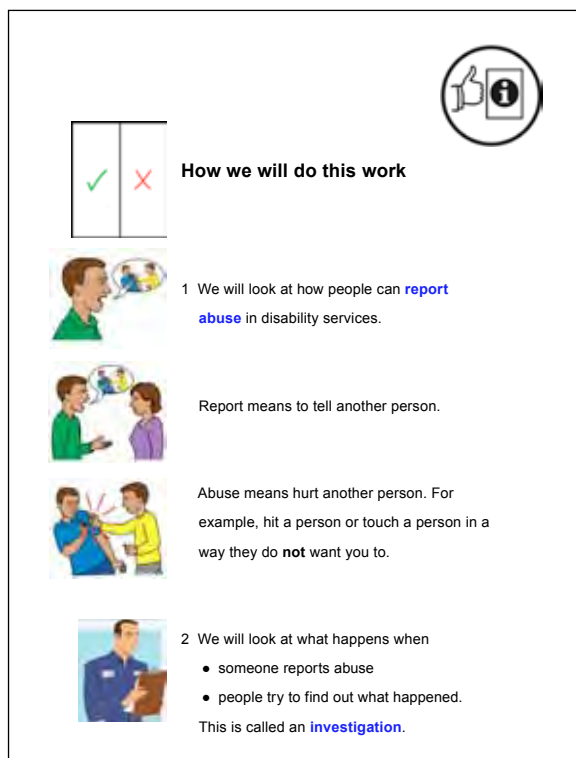 How we will do this work
1 We will look at how people can report
abuse in disability services.
Report means to tell another person.
Abuse means hurt another person. For
example, hit a person or touch a person in a
way they do not want you to.
2 We will look at what happens when
● someone reports abuse
● people try to find out what happened.
This is called an investigation.